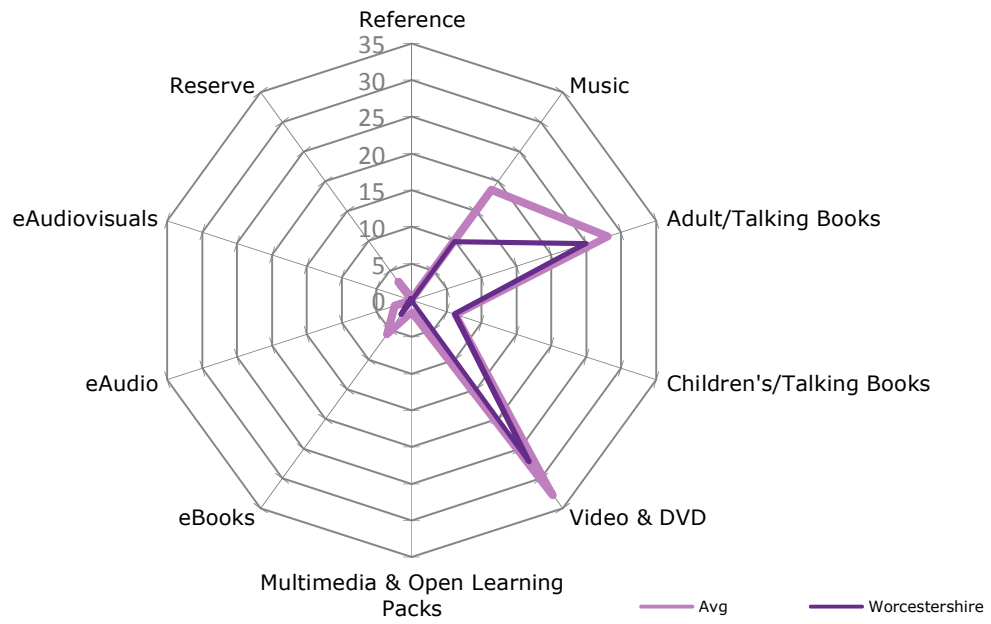 Reference
35
30
25
20
15
10
5
0
Music
Adult/Talking Books
Children's/Talking Books
Video & DVD
Multimedia & Open Learning
Packs
eBooks
eAudio
eAudiovisuals
Reserve
Avg
Worcestershire